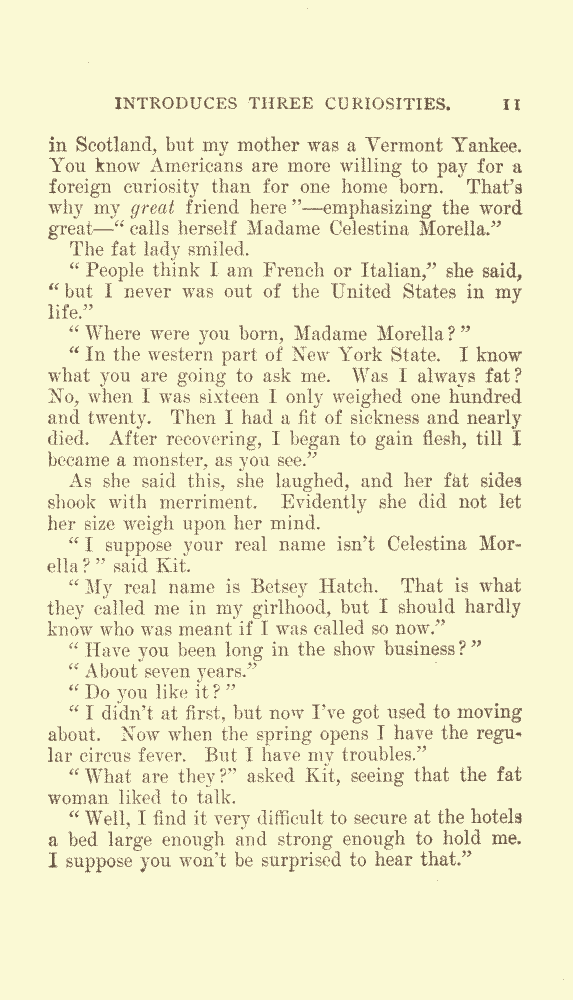 INTRODUCES THREE CURIOSITIES. 11
in Scotland, but my mother was a Vermont Yankee.
You know Americans are more willing to pay for a
foreign curiosity than for one home born. That's
why my great friend here"—emphasizing the word
great—"calls herself Madame Celestina Morella."
The fat lady smiled.
"People think I am French or Italian," she said,
"but I never was out of the United States in my
life."
"Where were you born, Madame Morella?"
"In the western part of New York State. I know
what you are going to ask me. Was I always fat?
No, when I was sixteen I only weighed one hundred
and twenty. Then I had a fit of sickness and nearly
died. After recovering, I began to gain flesh, till I
became a monster, as you see."
As she said this, she laughed, and her fat sides
shook with merriment. Evidently she did not let
her size weigh upon her mind.
"I suppose your real name isn't Celestina Mor-
ella?" said Kit.
"My real name is Betsey Hatch. That is what
they called me in my girlhood, but I should hardly
know who was meant if I was called so now."
"Have you been long in the show business?"
"About seven years."
"Do you like it?"
"I didn't at first, but now I've got used to moving
about. Now when the spring opens I have the regu-
lar circus fever. But I have my troubles."
"What are they?" asked Kit, seeing that the fat
woman liked to talk.
"Well, I find it very difficult to secure at the hotels
a bed large enough and strong enough to hold me.
I suppose you won't be surprised to hear that."